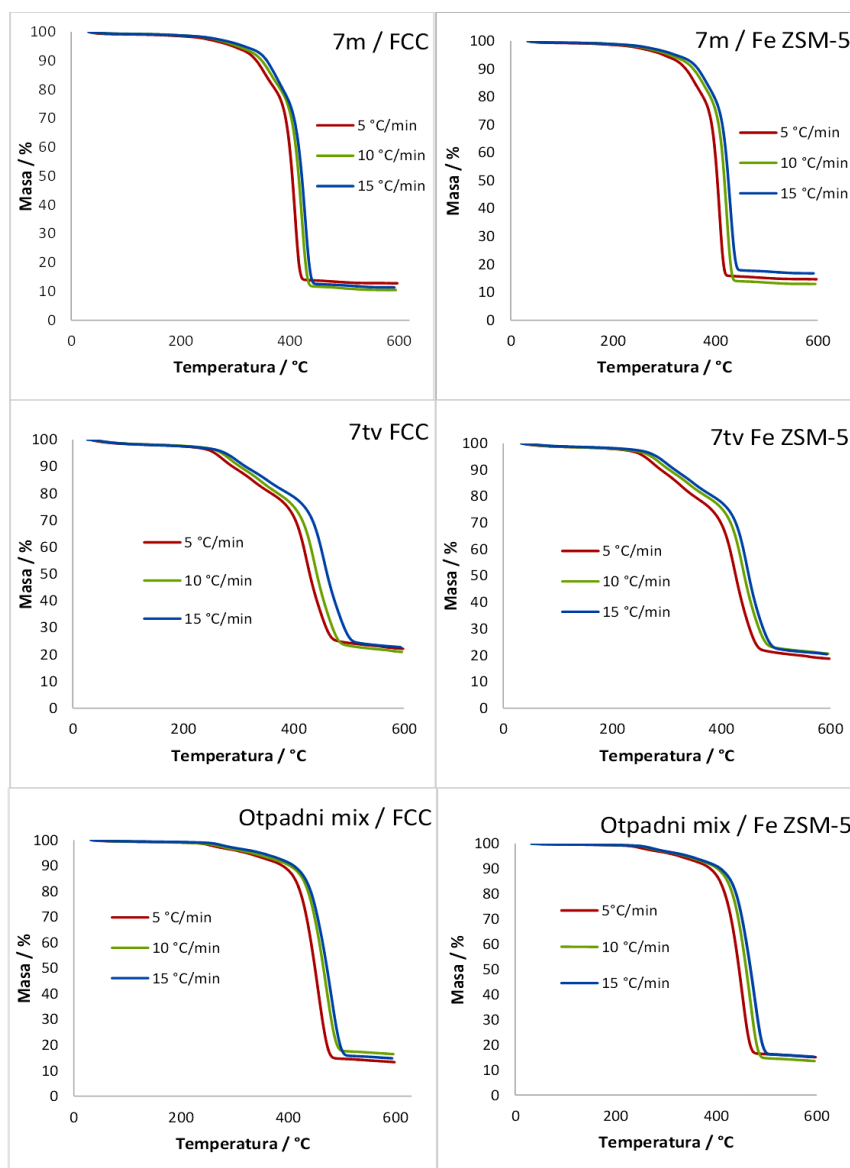 7m / FCC
Masa / %
100
90
80
70
60
50
40
30
20
10
0
5 °C/min
10 °C/min
15 °C/min
0 200 400 600
Temperatura / °C
7m / Fe ZSM-5
Masa / %
100
90
80
70
60
50
40
30
20
10
0
5 °C/min
10 °C/min
15 °C/min
0 200 400 600
Temperatura / °C
7tv FCC
Masa / %
100
90
80
70
60
50
40
30
20
10
0
5 °C/min
10 °C/min
15 °C/min
0 200 400 600
Temperatura / °C
7tv Fe ZSM-5
Masa / %
100
90
80
70
60
50
40
30
20
10
0
5 °C/min
10 °C/min
15 °C/min
0 200 400 600
Temperatura / °C
Otpadni mix / FCC
Masa / %
100
90
80
70
60
50
40
30
20
10
0
5 °C/min
10 °C/min
15 °C/min
0 200 400 600
Temperatura / °C
Otpadni mix / Fe ZSM-5
Masa / %
100
90
80
70
60
50
40
30
20
10
0
5°C/min
10 °C/min
15 °C/min
0 200 400 600
Temperatura / °C